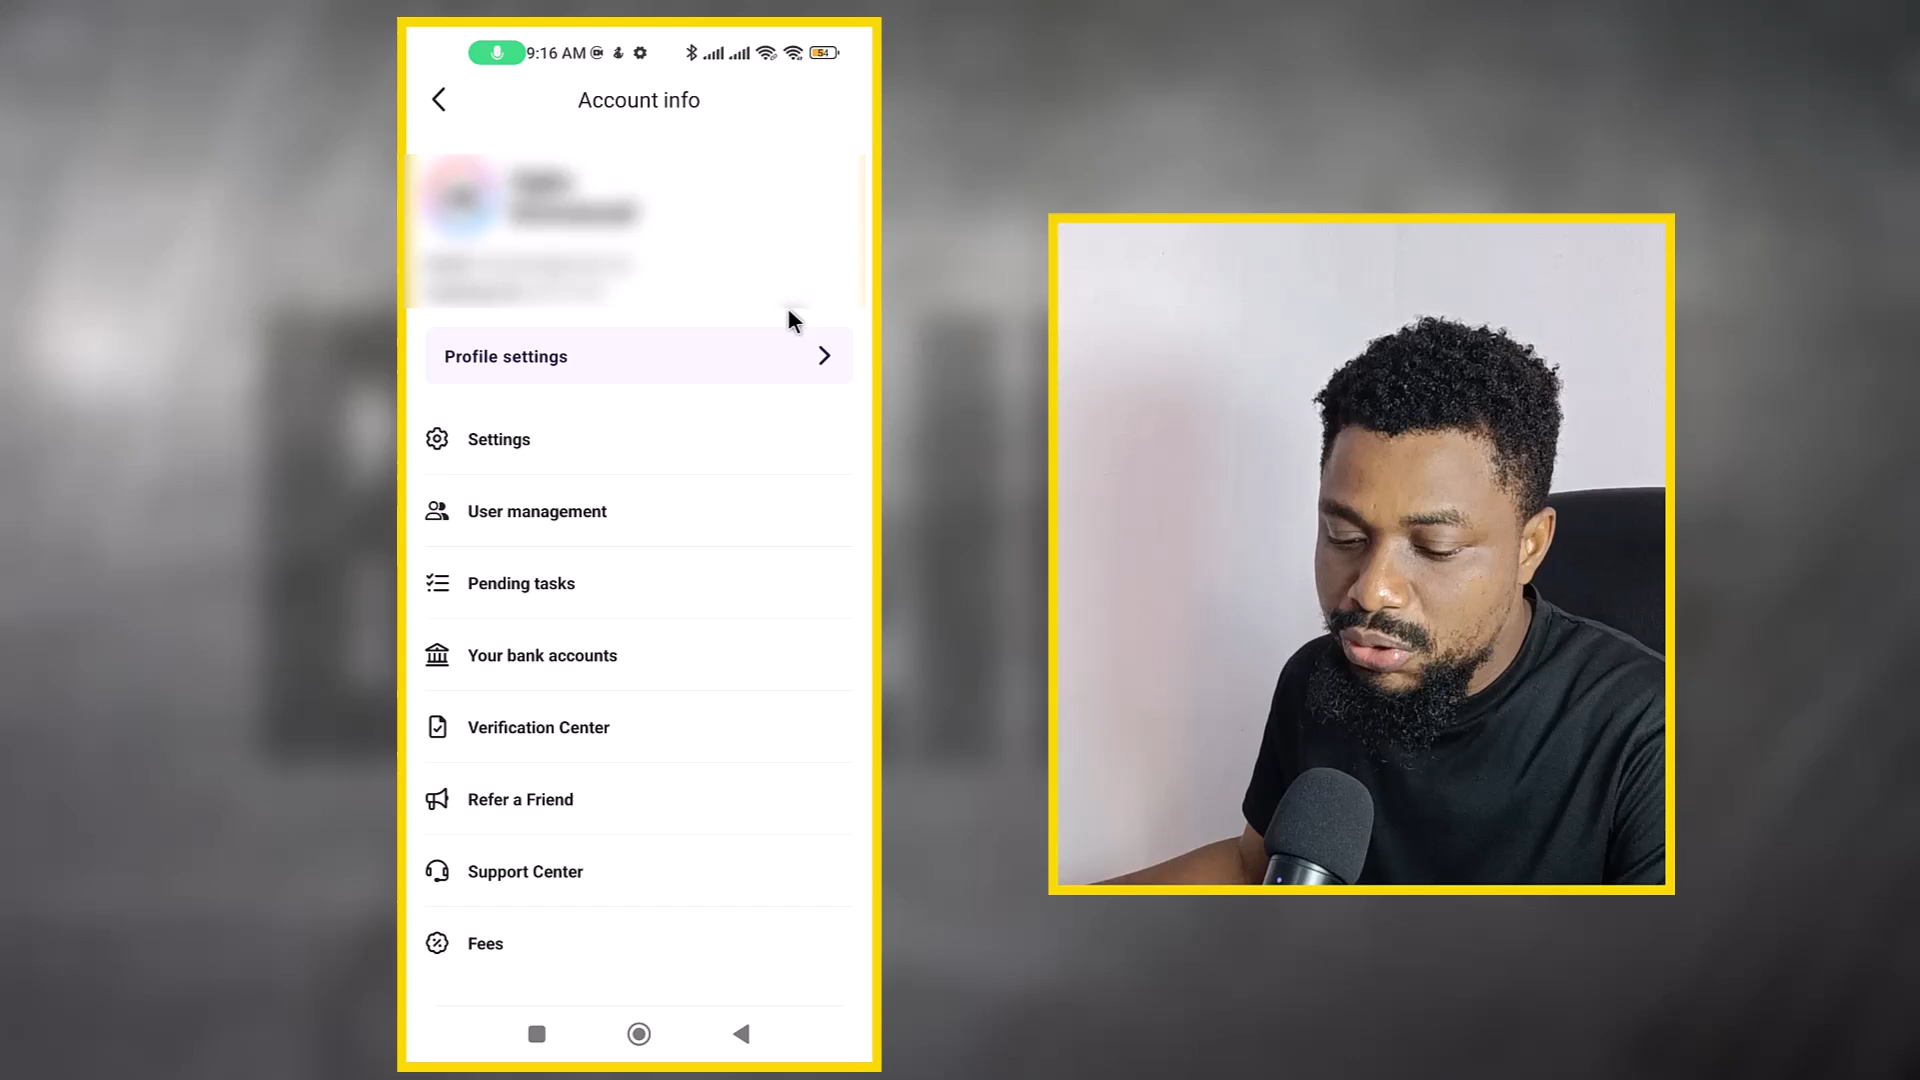 9:16 AM
54
Account info
Profile settings
Settings
User management
Pending tasks
Your bank accounts
Verification Center
Refer a Friend
Support Center
Fees